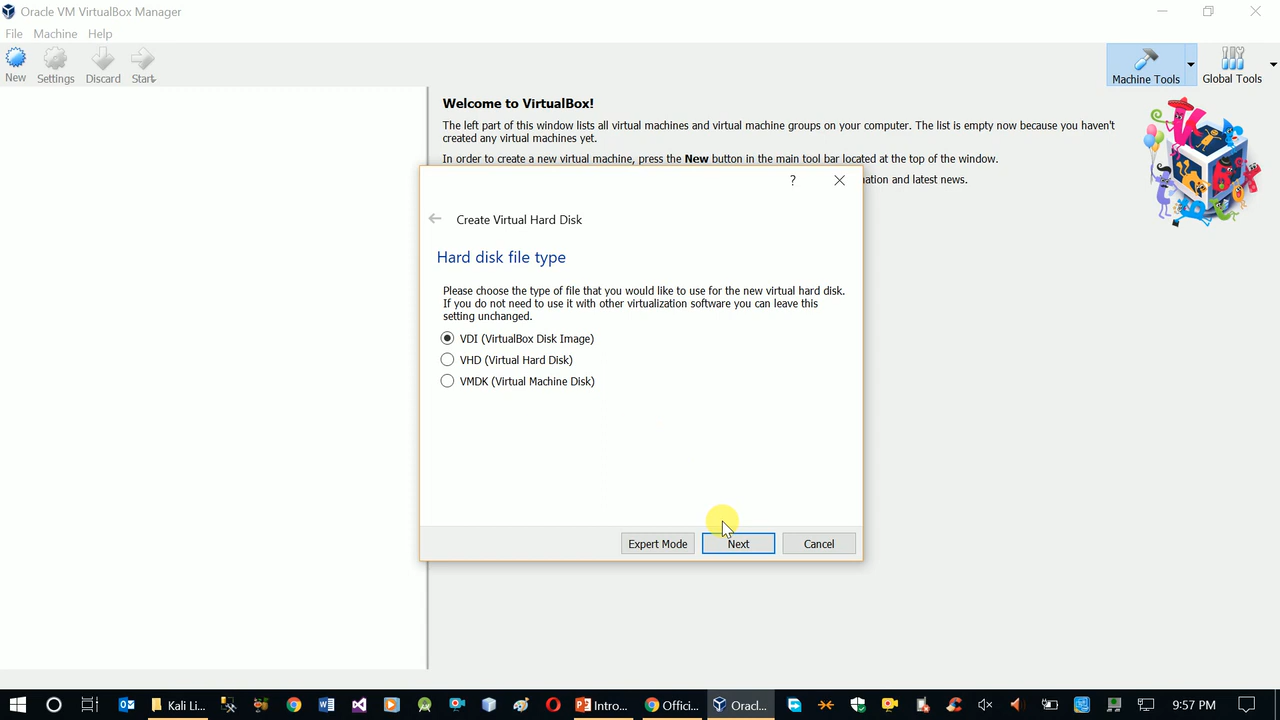 Oracle VM VirtualBox Manager
File Machine Help
New Settings Discard Start
Machine Tools Global Tools
Welcome to VirtualBox!
The left part of this window lists all virtual machines and virtual machine groups on your computer. The list is empty now because you haven't
created any virtual machines yet.
In order to create a new virtual machine, press the New button in the main tool bar located at the top of the window.
ation and latest news.
?
Create Virtual Hard Disk
Hard disk file type
Please choose the type of file that you would like to use for the new virtual hard disk.
If you do not need to use it with other virtualization software you can leave this
setting unchanged.
VDI (VirtualBox Disk Image)
VHD (Virtual Hard Disk)
VMDK (Virtual Machine Disk)
Expert Mode Next Cancel
Kali Li... Intro... Offici... Oracl... 9:57 PM